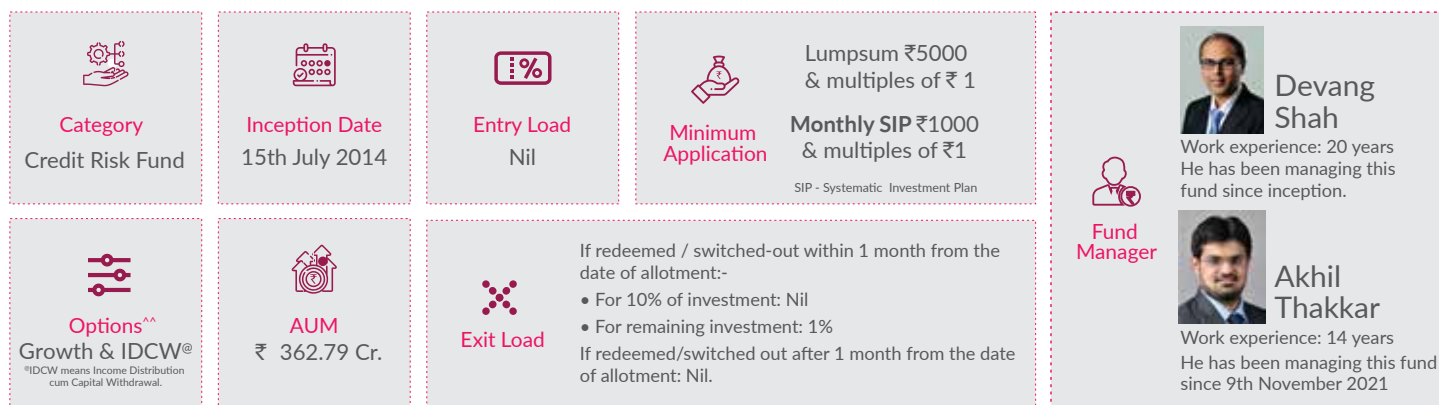 Category
Credit Risk Fund
Inception Date
15th July 2014
%
Entry Load
Nil
₹
Minimum
Application
Lumpsum ₹5000
& multiples of ₹ 1
Monthly SIP ₹1000
& multiples of ₹1
SIP - Systematic Investment Plan
Options^^
Growth & IDCW@
@IDCW means Income Distribution
cum Capital Withdrawal.
₹
AUM
₹ 362.79 Cr.
Exit Load
If redeemed / switched-out within 1 month from the
date of allotment:-
• For 10% of investment: Nil
• For remaining investment: 1%
If redeemed/switched out after 1 month from the date
of allotment: Nil.
₹
Fund
Manager
Devang
Shah
Work experience: 20 years
He has been managing this
fund since inception.
Akhil
Thakkar
Work experience: 14 years
He has been managing this fund
since 9th November 2021